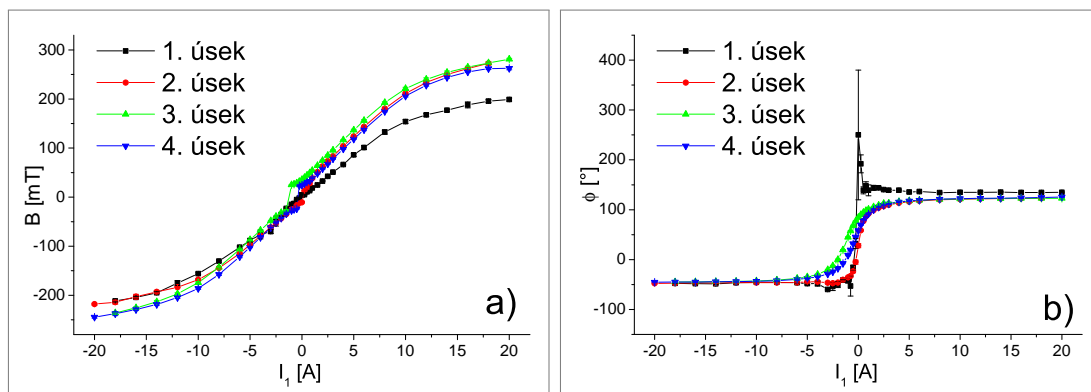 1. úsek
2. úsek
3. úsek
4. úsek
300
200
100
0
-100
-200
B [mT]
-20 -15 -10 -5 0 5 10 15 20
I1 [A]
a)
1. úsek
2. úsek
3. úsek
4. úsek
400
300
200
100
0
-100
ϕ [°]
-20 -15 -10 -5 0 5 10 15 20
I1 [A]
b)